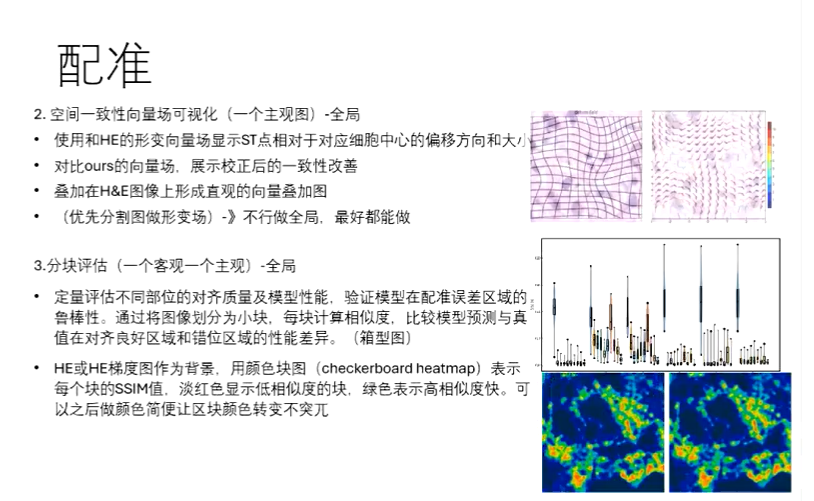 配准
2. 空间一致性向量场可视化（一个主观图）-全局
• 使用和HE的形变向量场显示ST点相对于对应细胞中心的偏移方向和大小
• 对比ours的向量场，展示校正后的一致性改善
• 叠加在H&E图像上形成直观的向量叠加图
• （优先分割图做形变场）-》不行做全局，最好都能做
3.分块评估（一个客观一个主观）-全局
• 定量评估不同部位的对齐质量及模型性能，验证模型在配准误差区域的
鲁棒性。通过将图像划分为小块，每块计算相似度，比较模型预测与真
值在对齐良好区域和错位区域的性能差异。（箱型图）
• HE或HE梯度图作为背景，用颜色块图（checkerboard heatmap）表示
每个块的SSIM值，淡红色显示低相似度的块，绿色表示高相似度快。可
以之后做颜色简便让区块颜色转变不突兀